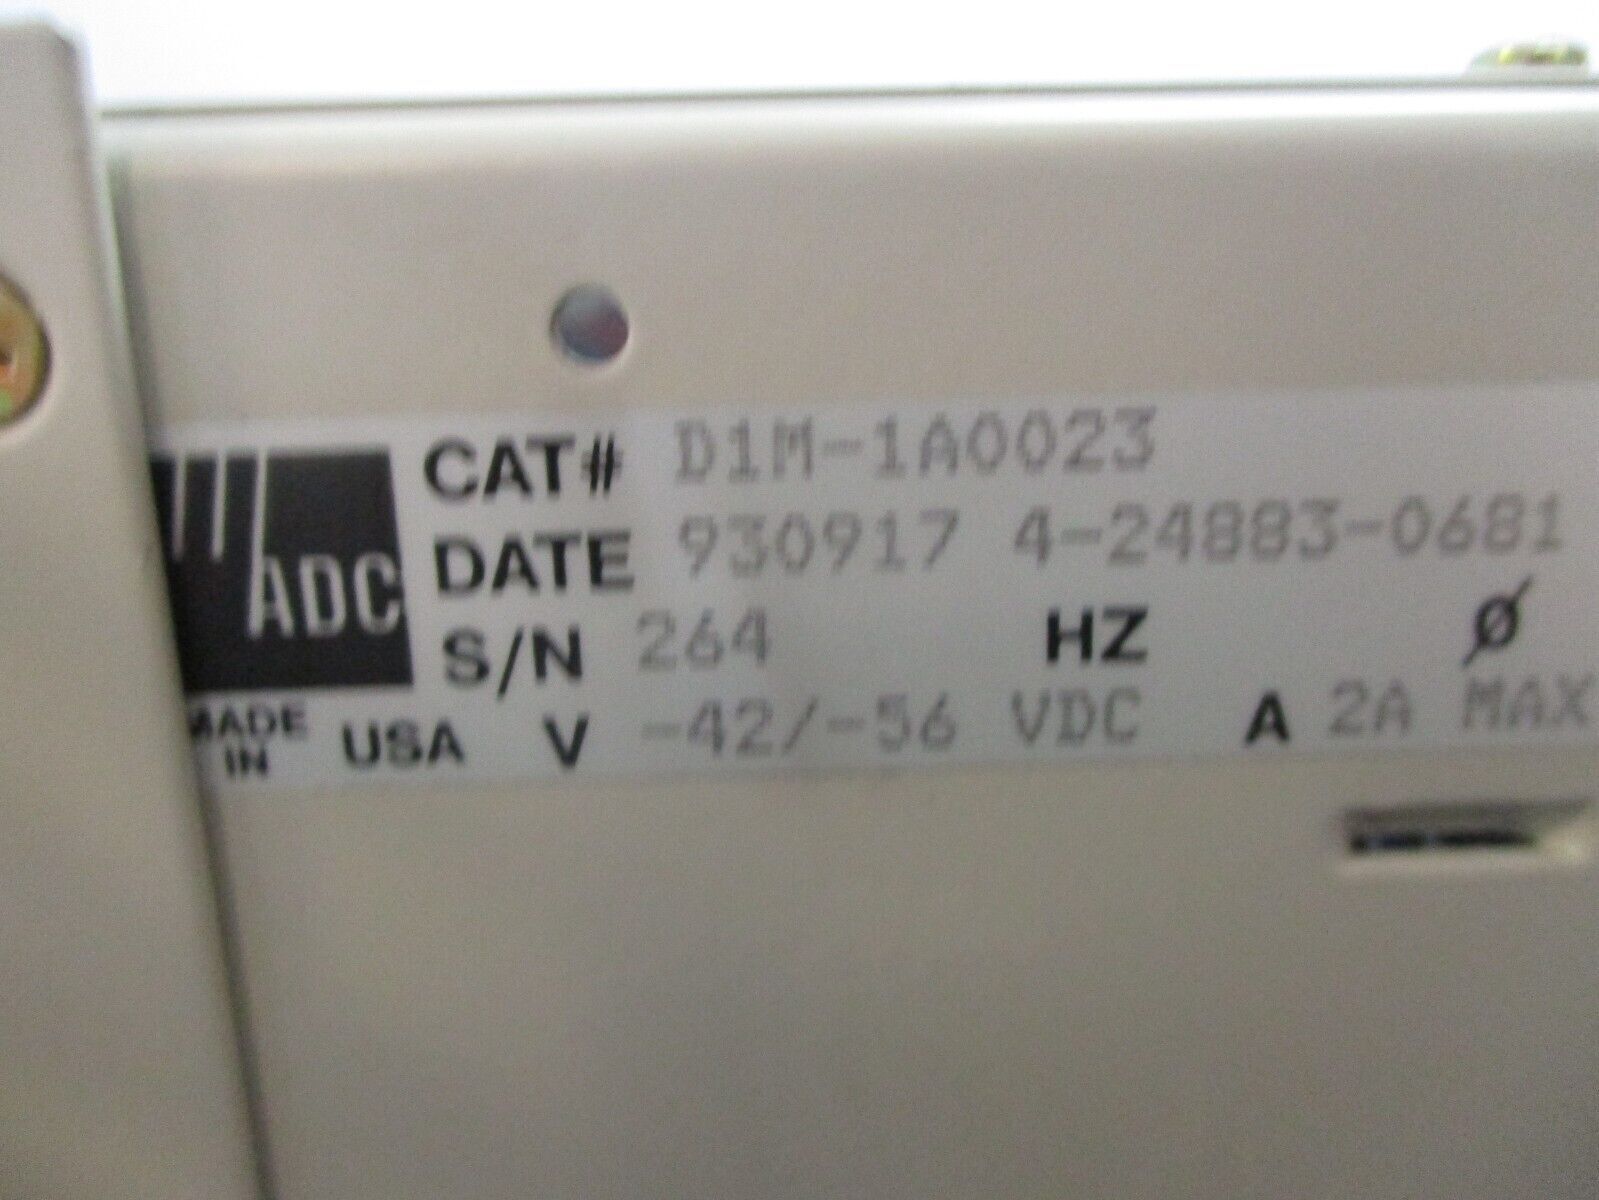 ADC
CAT# D1M-1A0023
DATE 930917 4-24883-0681
S/N 264 HZ Ø
MADE IN USA V -42/-56 VDC A 2A MAX